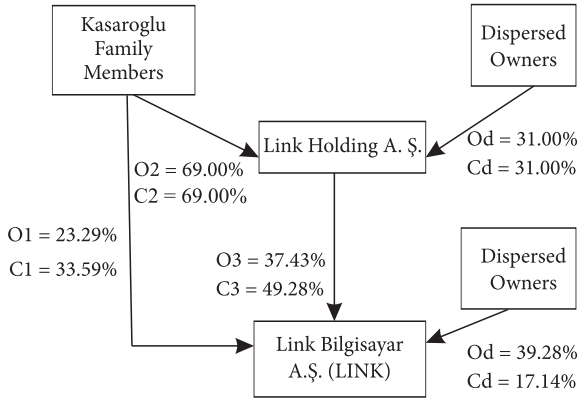 Kasaroglu
Family
Members
Dispersed
Owners
Link Holding A. Ş.
Od = 31.00%
Cd = 31.00%
O2 = 69.00%
C2 = 69.00%
O1 = 23.29%
C1 = 33.59%
O3 = 37.43%
C3 = 49.28%
Dispersed
Owners
Link Bilgisayar
A.Ş. (LINK)
Od = 39.28%
Cd = 17.14%